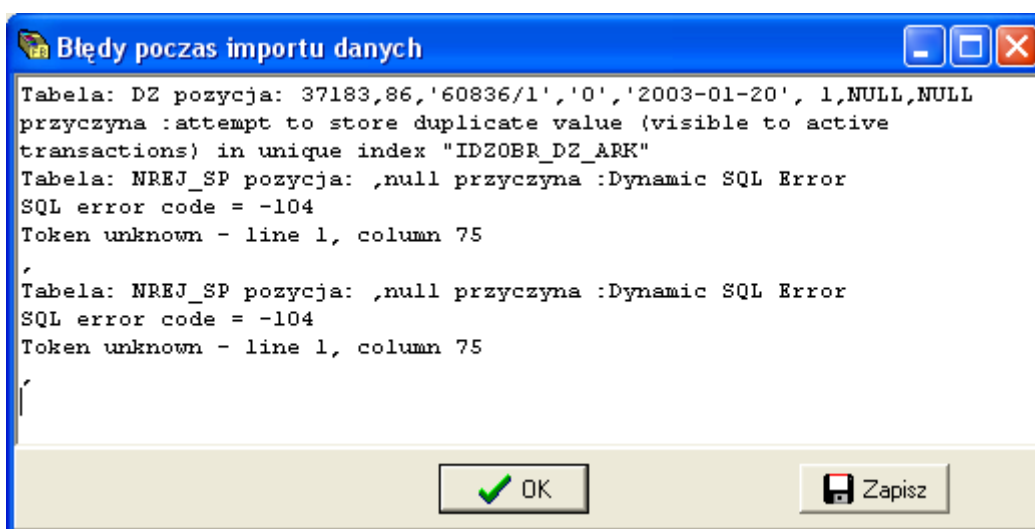 Błędy poczas importu danych
Tabela: DZ pozycja: 37183,86,'60836/1','0','2003-01-20', 1,NULL,NULL
przyczyna :attempt to store duplicate value (visible to active
transactions) in unique index "IDZOBR_DZ_ARK"
Tabela: NREJ_SP pozycja: ,null przyczyna :Dynamic SQL Error
SQL error code = -104
Token unknown - line 1, column 75
,
Tabela: NREJ_SP pozycja: ,null przyczyna :Dynamic SQL Error
SQL error code = -104
Token unknown - line 1, column 75
,
OK
Zapisz